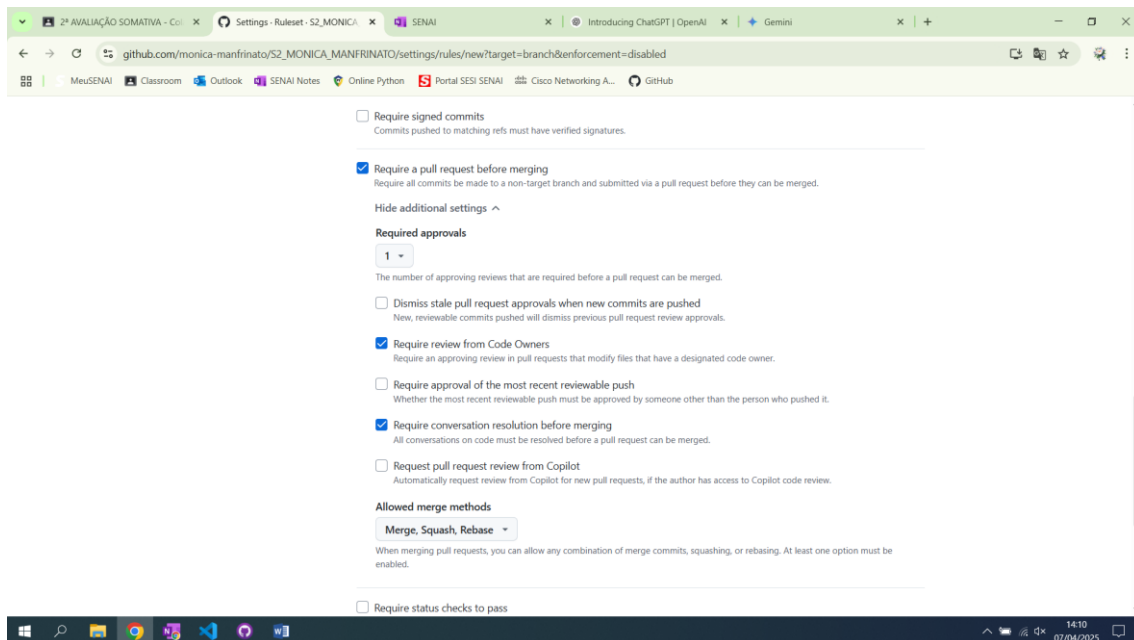 2ª AVALIAÇÃO SOMATIVA - Co
Settings · Ruleset · S2_MONICA
SENAI
Introducing ChatGPT | OpenAI
Gemini
github.com/monica-manfrinato/S2_MONICA_MANFRINATO/settings/rules/new?target=branch&enforcement=disabled
MeuSENAI Classroom Outlook SENAI Notes Online Python Portal SESI SENAI Cisco Networking A... GitHub
Require signed commits
Commits pushed to matching refs must have verified signatures.
Require a pull request before merging
Require all commits be made to a non-target branch and submitted via a pull request before they can be merged.
Hide additional settings
Required approvals
1
The number of approving reviews that are required before a pull request can be merged.
Dismiss stale pull request approvals when new commits are pushed
New, reviewable commits pushed will dismiss previous pull request review approvals.
Require review from Code Owners
Require an approving review in pull requests that modify files that have a designated code owner.
Require approval of the most recent reviewable push
Whether the most recent reviewable push must be approved by someone other than the person who pushed it.
Require conversation resolution before merging
All conversations on code must be resolved before a pull request can be merged.
Request pull request review from Copilot
Automatically request review from Copilot for new pull requests, if the author has access to Copilot code review.
Allowed merge methods
Merge, Squash, Rebase
When merging pull requests, you can allow any combination of merge commits, squashing, or rebasing. At least one option must be
enabled.
Require status checks to pass
14:10
07/04/2025